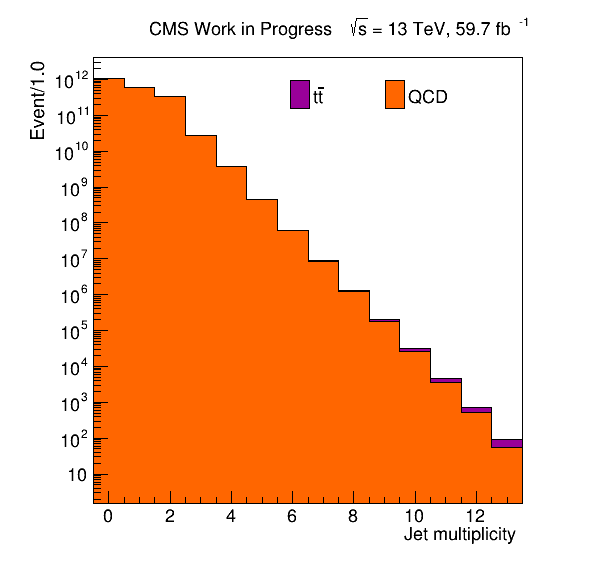 CMS Work in Progress √s = 13 TeV, 59.7 fb⁻¹
Event/1.0
tt̄
QCD
10¹²
10¹¹
10¹⁰
10⁹
10⁸
10⁷
10⁶
10⁵
10⁴
10³
10²
10
0 2 4 6 8 10 12
Jet multiplicity